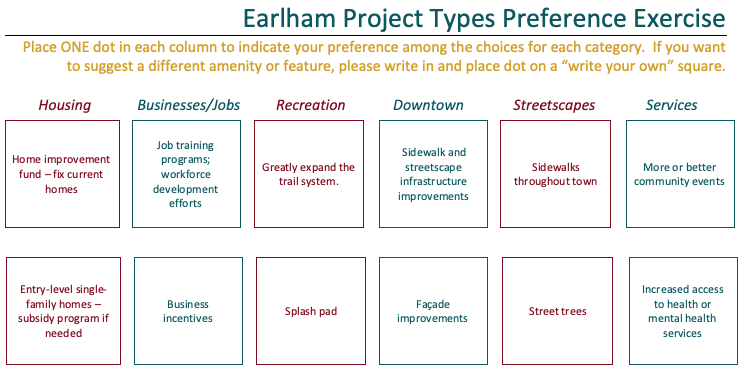 Earlham Project Types Preference Exercise
Place ONE dot in each column to indicate your preference among the choices for each category.  If you want
to suggest a different amenity or feature, please write in and place dot on a “write your own” square.
Housing
Businesses/Jobs
Recreation
Downtown
Streetscapes
Services
Home improvement
fund – fix current
homes
Job training
programs;
workforce
development
efforts
Greatly expand the
trail system.
Sidewalk and
streetscape
infrastructure
improvements
Sidewalks
throughout town
More or better
community events
Entry-level single-
family homes –
subsidy program if
needed
Business
incentives
Splash pad
Façade
improvements
Street trees
Increased access
to health or
mental health
services